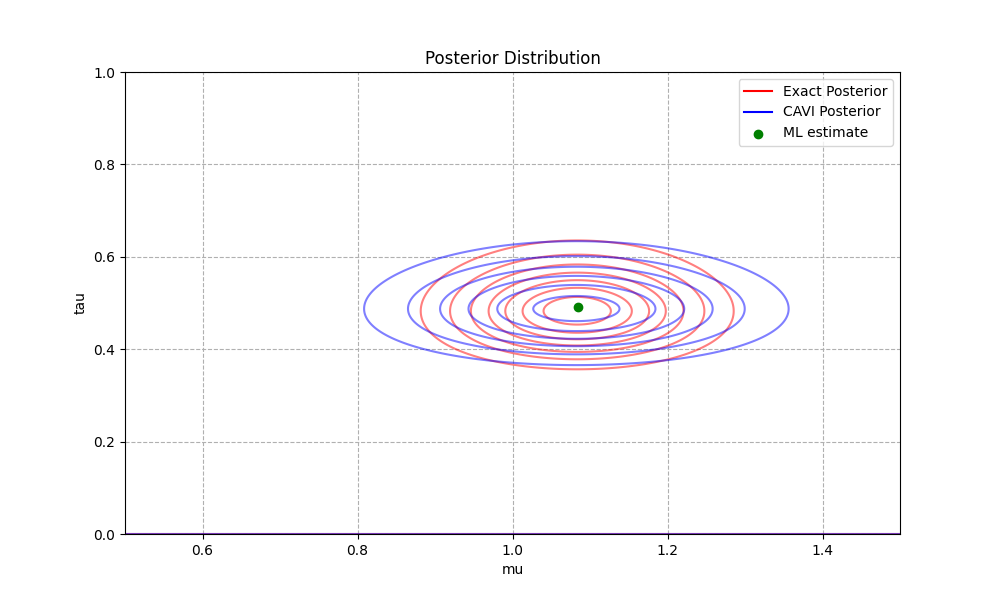 Posterior Distribution
Exact Posterior
CAVI Posterior
ML estimate
tau
1.0
0.8
0.6
0.4
0.2
0.0
0.6
0.8
1.0
1.2
1.4
mu